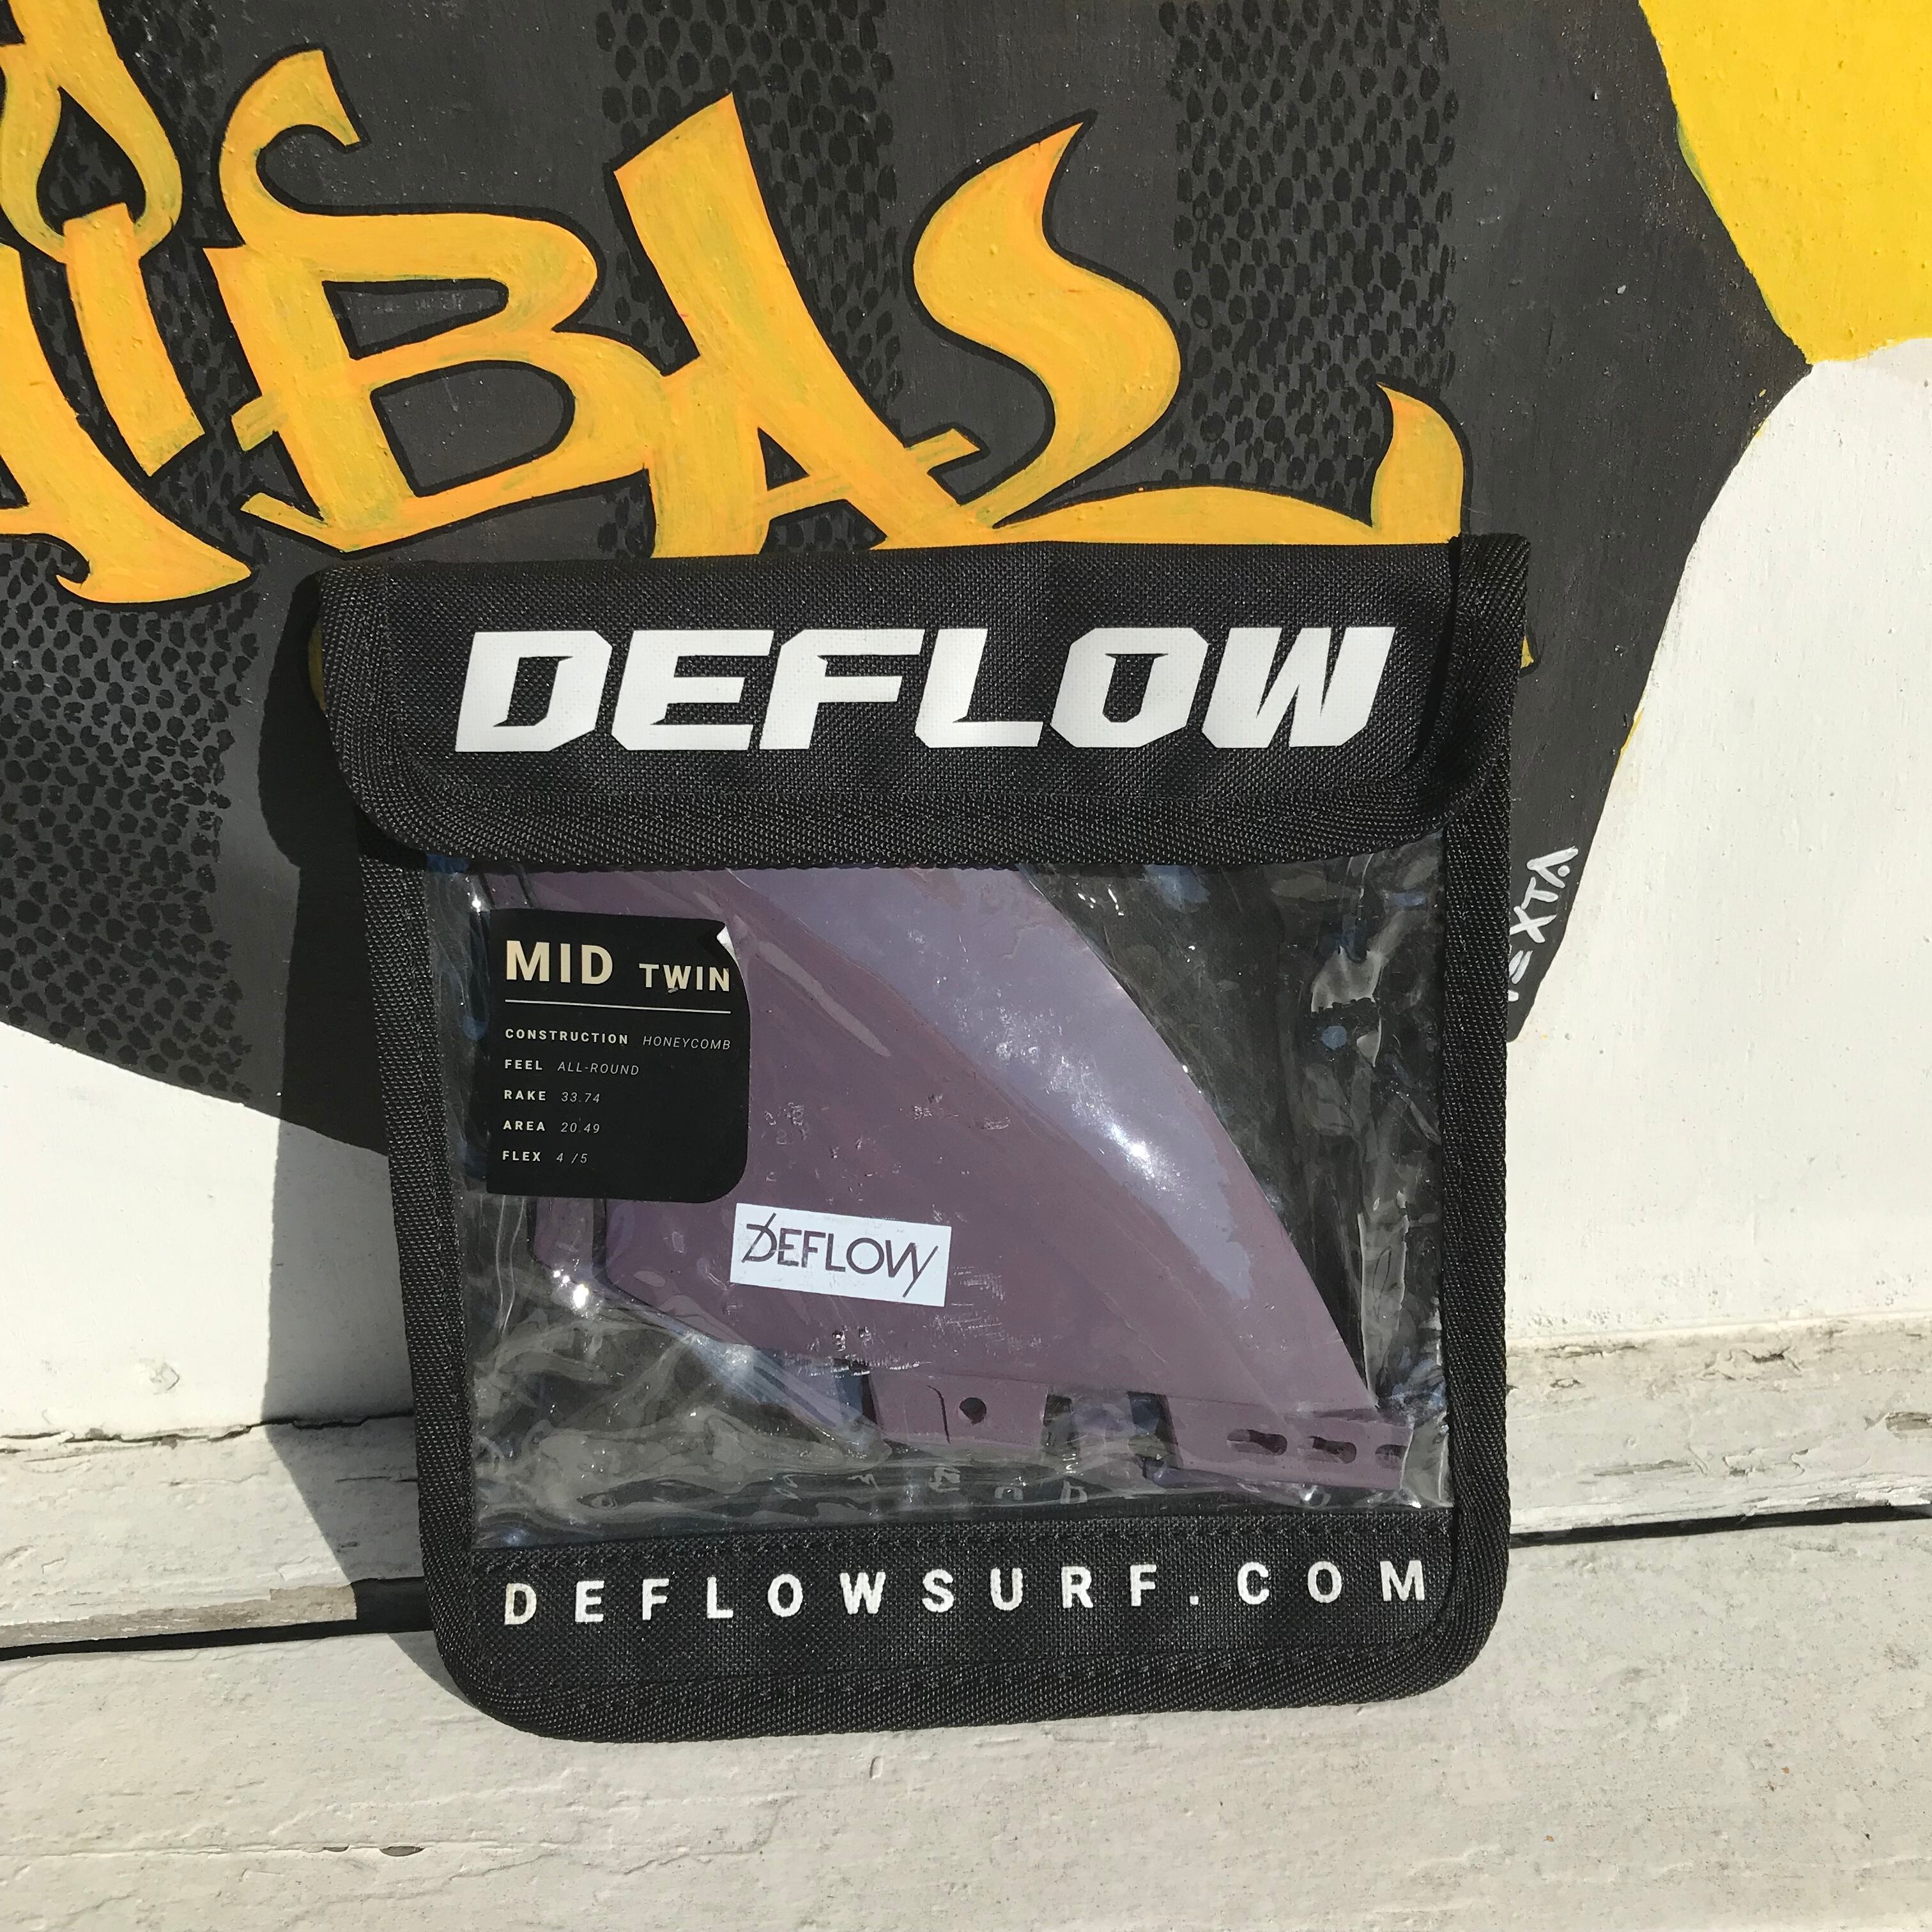 BAS
DEFLOW
MID TWIN
CONSTRUCTION HONEYCOMB
FEEL ALL-ROUND
RAKE 33.74
AREA 20.49
FLEX 4 /5
DEFLOW
DEFLOWSURF.COM